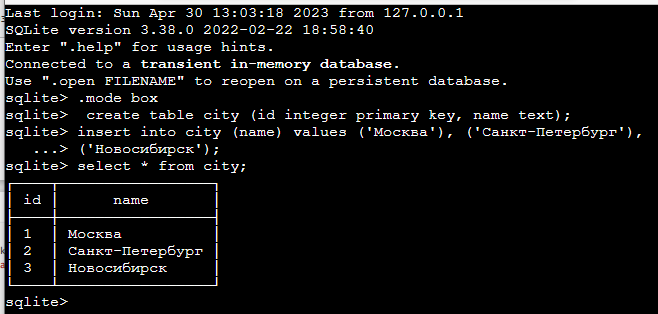 Last login: Sun Apr 30 13:03:18 2023 from 127.0.0.1
SQLite version 3.38.0 2022-02-22 18:58:40
Enter ".help" for usage hints.
Connected to a transient in-memory database.
Use ".open FILENAME" to reopen on a persistent database.
sqlite> .mode box
sqlite>  create table city (id integer primary key, name text);
sqlite> insert into city (name) values ('Москва'), ('Санкт-Петербург'),
   ...> ('Новосибирск');
sqlite> select * from city;
id name
1 Москва
2 Санкт-Петербург
3 Новосибирск
sqlite>